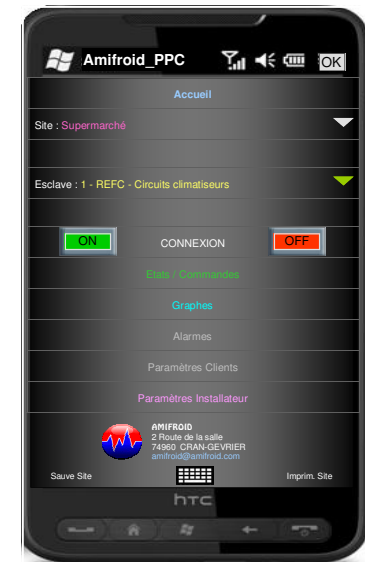 Amifroid_PPC
OK
Accueil
Site : Supermarché
Esclave : 1 - REFC - Circuits climatiseurs
ON
CONNEXION
OFF
Etats / Commandes
Graphes
Alarmes
Paramètres Clients
Paramètres Installateur
AMIFROID
2 Route de la salle
74960 CRAN-GEVRIER
amifroid@amifroid.com
Sauve Site
Imprim. Site
hTC